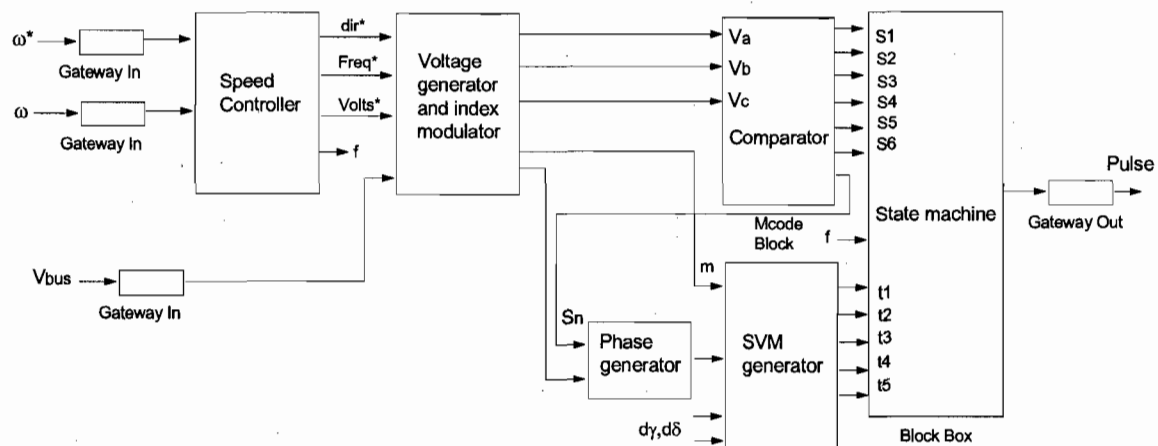 ω*
Gateway In
ω
Gateway In
Speed
Controller
dir*
Freq*
Volts*
f
Voltage
generator
and index
modulator
Vbus
Gateway In
Va
Vb
Vc
Comparator
Mcode
Block
S1
S2
S3
S4
S5
S6
State machine
f
t1
t2
t3
t4
t5
Block Box
Pulse
Gateway Out
m
Sn
Phase
generator
SVM
generator
dγ,dδ